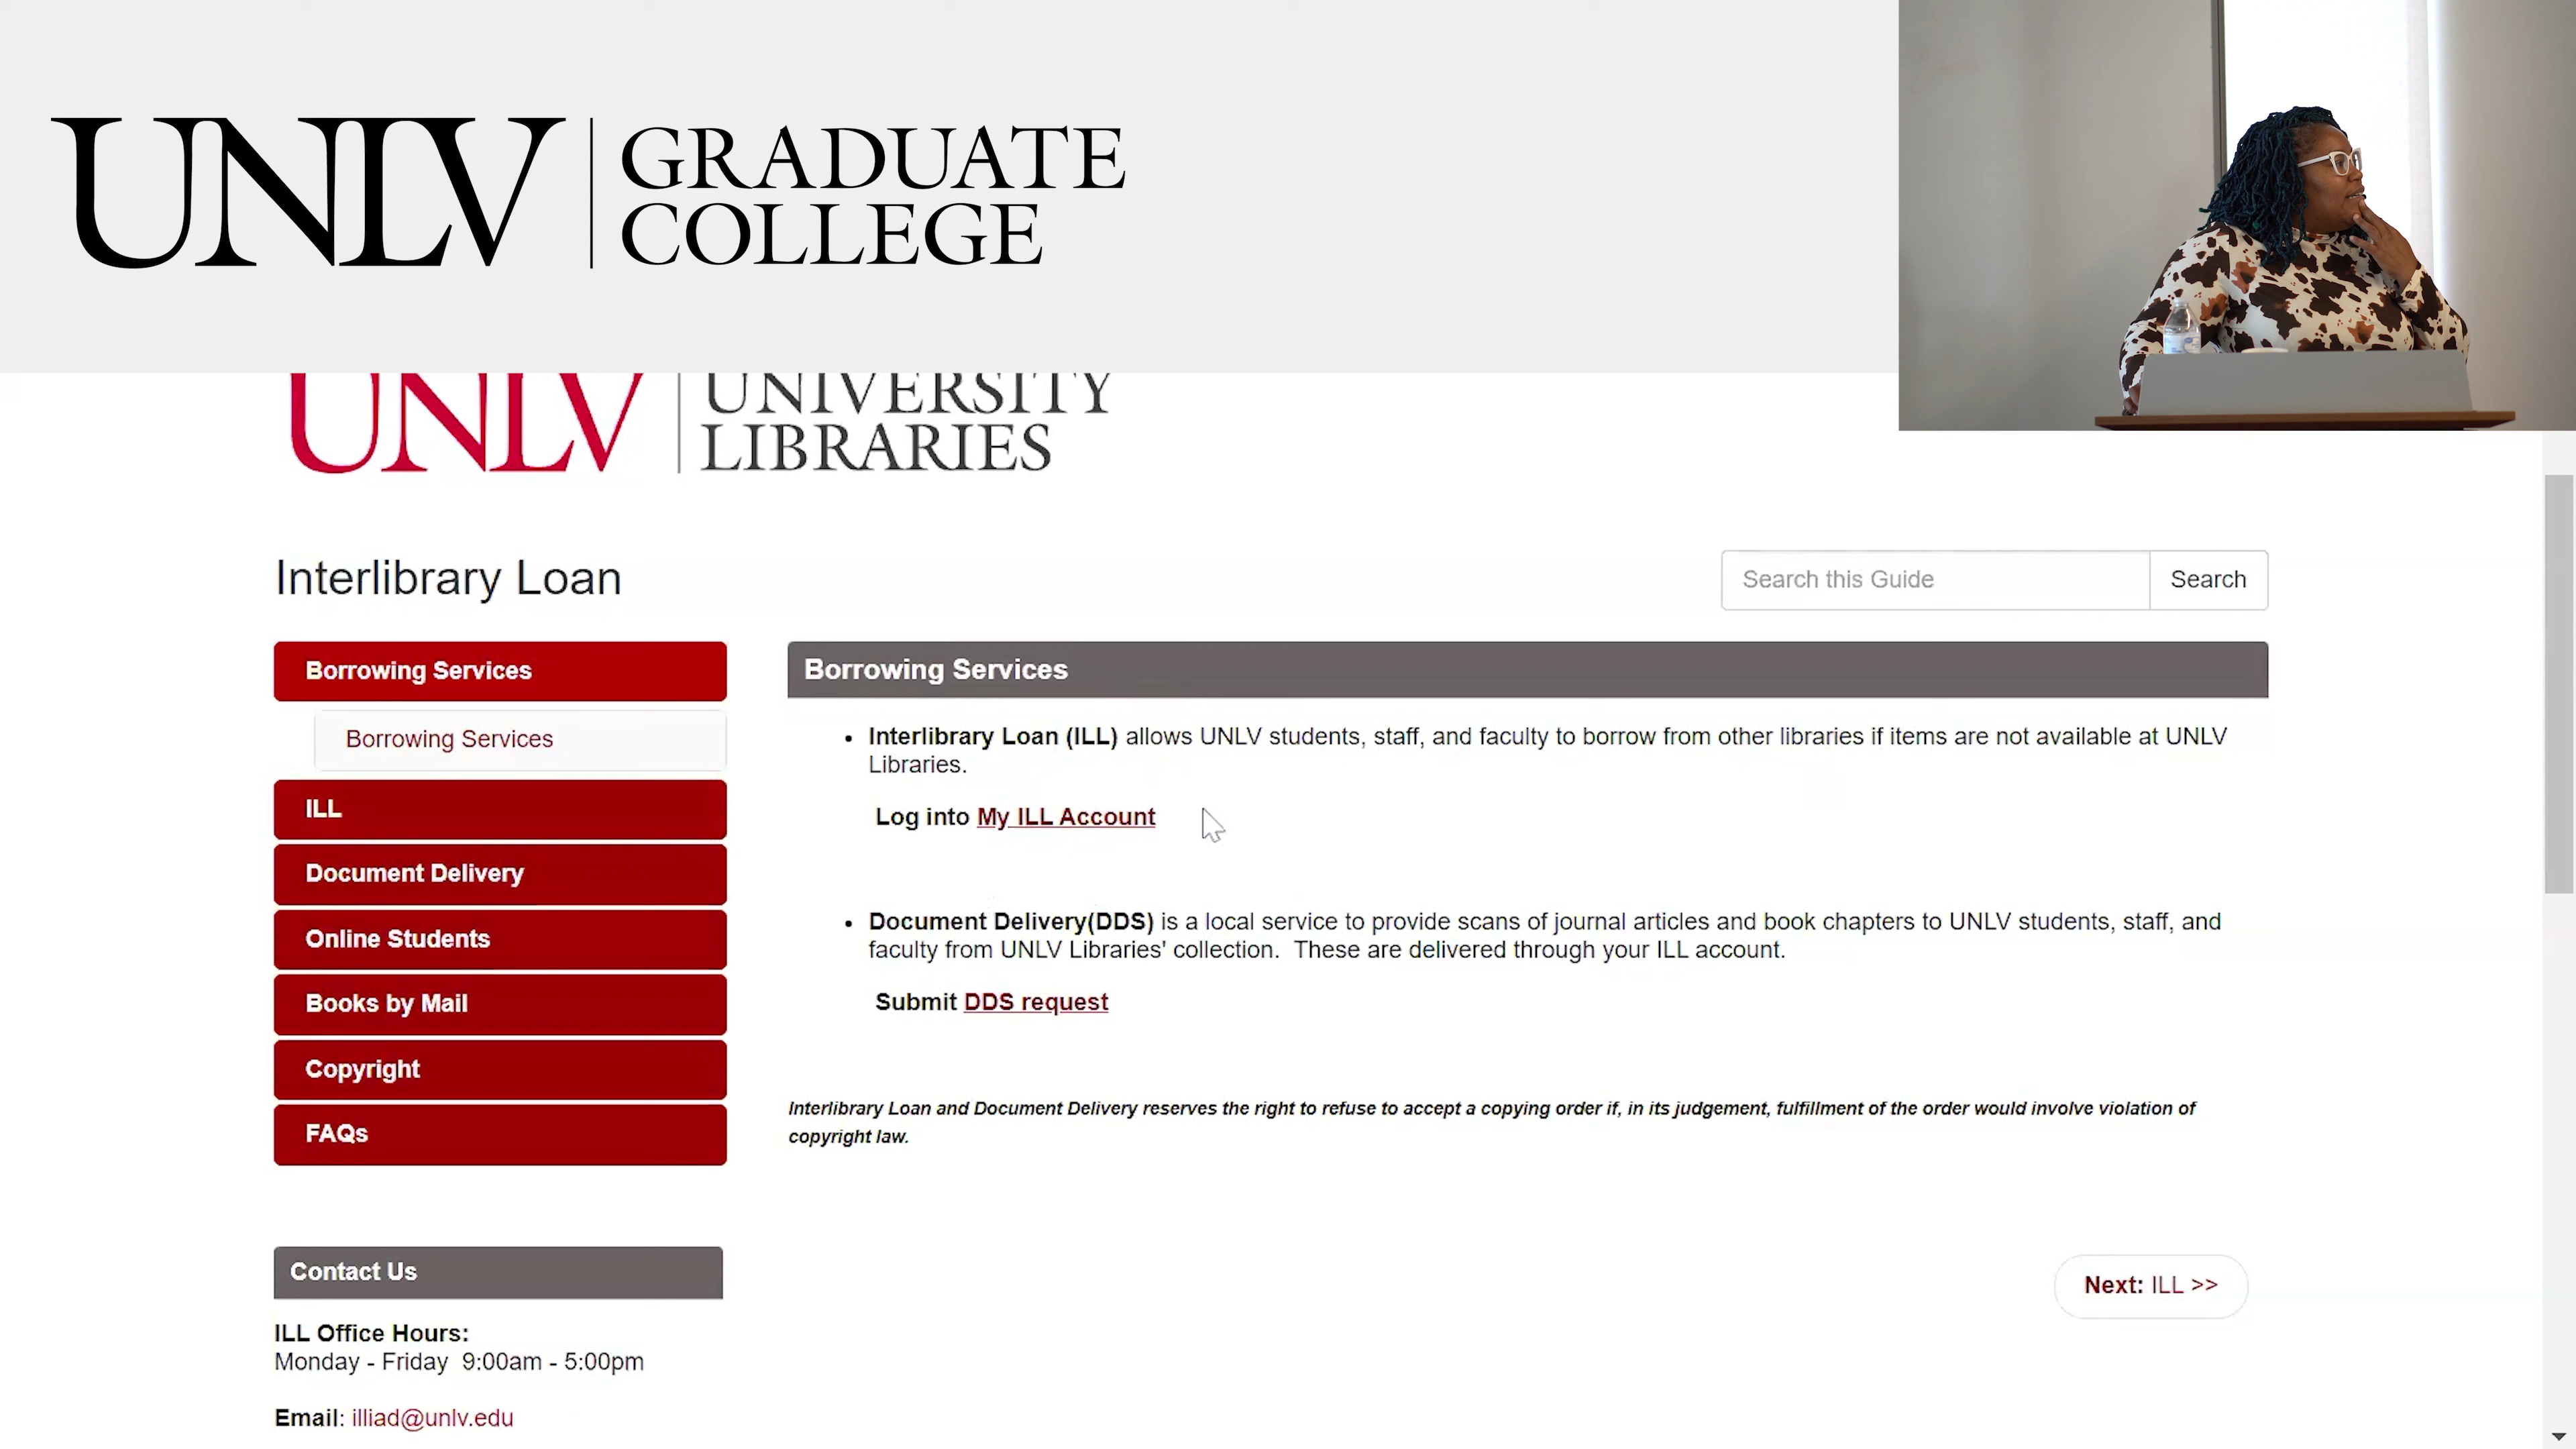 UNLV GRADUATE
COLLEGE
UNLV UNIVERSITY
LIBRARIES
Interlibrary Loan
Search this Guide
Search
Borrowing Services
Borrowing Services
ILL
Document Delivery
Online Students
Books by Mail
Copyright
FAQs
Borrowing Services
Interlibrary Loan (ILL) allows UNLV students, staff, and faculty to borrow from other libraries if items are not available at UNLV
Libraries.
Log into My ILL Account
Document Delivery(DDS) is a local service to provide scans of journal articles and book chapters to UNLV students, staff, and
faculty from UNLV Libraries' collection.  These are delivered through your ILL account.
Submit DDS request
Interlibrary Loan and Document Delivery reserves the right to refuse to accept a copying order if, in its judgement, fulfillment of the order would involve violation of
copyright law.
Next: ILL >>
Contact Us
ILL Office Hours:
Monday - Friday  9:00am - 5:00pm
Email: illiad@unlv.edu